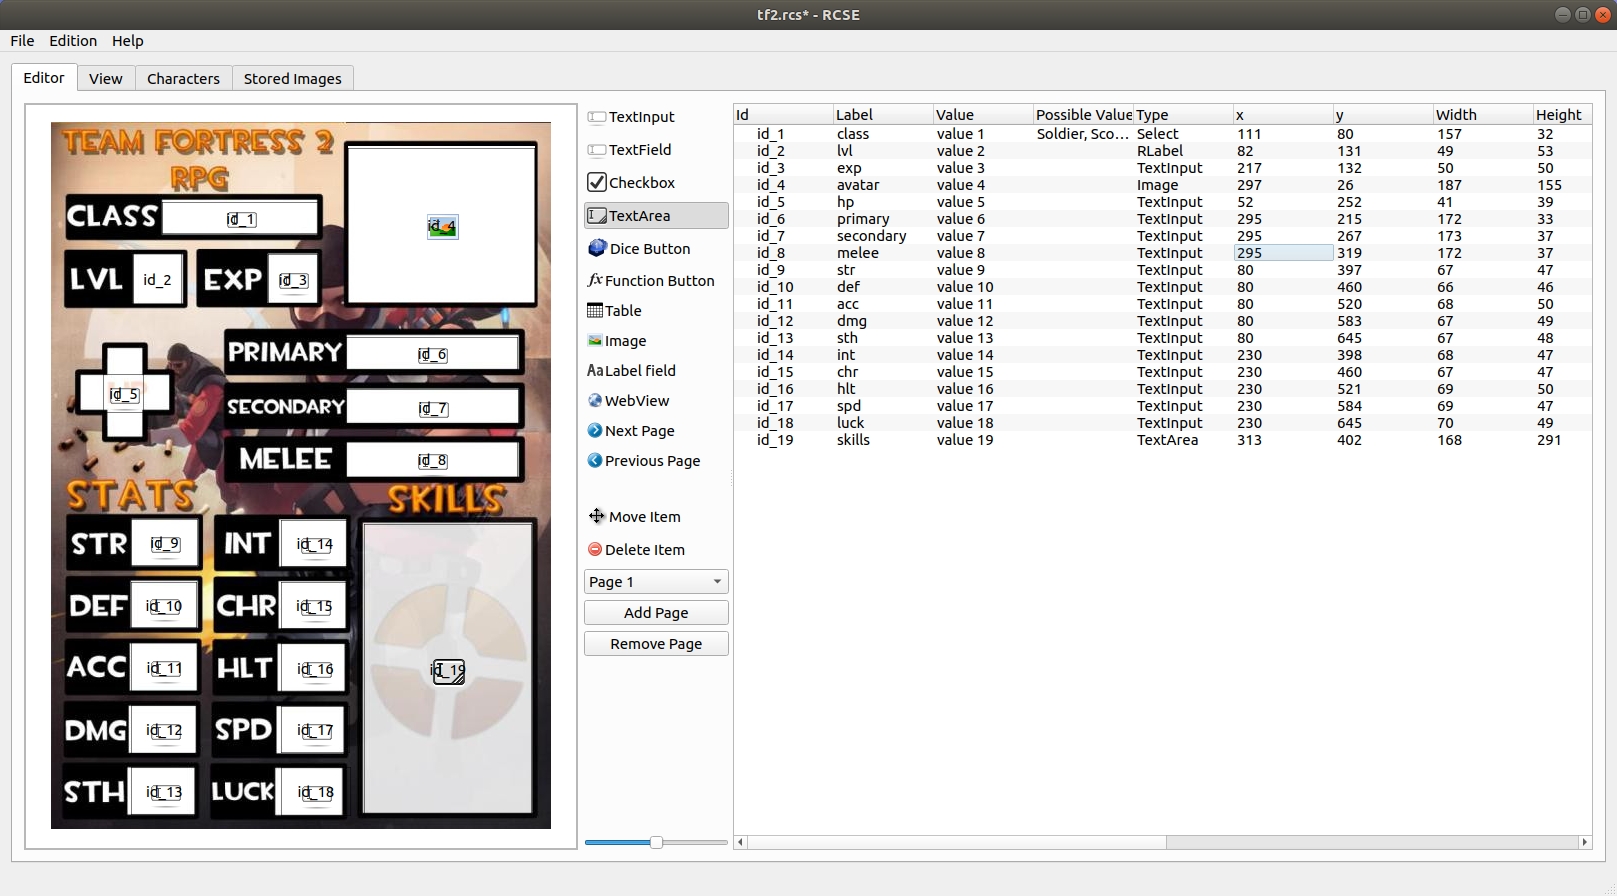 tf2.rcs* - RCSE
File Edition Help
Editor View Characters Stored Images
TEAM FORTRESS 2
RPG
CLASS id_1
id_4
LVL id_2 EXP id_3
PRIMARY id_6
id_5
SECONDARY id_7
MELEE id_8
STATS SKILLS
STR id_9 INT id_14
DEF id_10 CHR id_15
ACC id_11 HLT id_16
id_19
DMG id_12 SPD id_17
STH id_13 LUCK id_18
TextInput
TextField
Checkbox
TextArea
Dice Button
fx Function Button
Table
Image
Aa Label field
WebView
Next Page
Previous Page
Move Item
Delete Item
Page 1
Add Page
Remove Page
Id Label Value Possible Value Type x y Width Height
id_1 class value 1 Soldier, Sco... Select 111 80 157 32
id_2 lvl value 2 RLabel 82 131 49 53
id_3 exp value 3 TextInput 217 132 50 50
id_4 avatar value 4 Image 297 26 187 155
id_5 hp value 5 TextInput 52 252 41 39
id_6 primary value 6 TextInput 295 215 172 33
id_7 secondary value 7 TextInput 295 267 173 37
id_8 melee value 8 TextInput 295 319 172 37
id_9 str value 9 TextInput 80 397 67 47
id_10 def value 10 TextInput 80 460 66 46
id_11 acc value 11 TextInput 80 520 68 50
id_12 dmg value 12 TextInput 80 583 67 49
id_13 sth value 13 TextInput 80 645 67 48
id_14 int value 14 TextInput 230 398 68 47
id_15 chr value 15 TextInput 230 460 67 47
id_16 hlt value 16 TextInput 230 521 69 50
id_17 spd value 17 TextInput 230 584 69 47
id_18 luck value 18 TextInput 230 645 70 49
id_19 skills value 19 TextArea 313 402 168 291